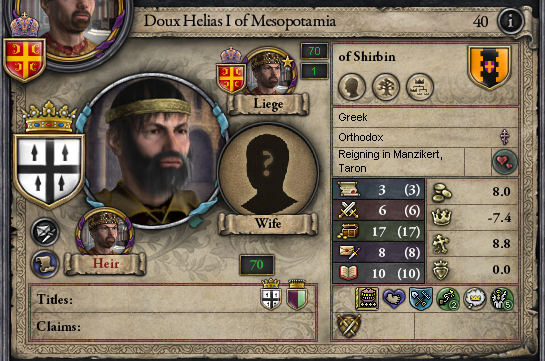 Doux Helias I of Mesopotamia
40
i
70
1
Liege
Wife
Heir
70
Titles:
Claims:
of Shirbin
Greek
Orthodox
Reigning in Manzikert,
Taron
3 (3) 8.0
6 (6) -7.4
17 (17) 8.8
8 (8) 0.0
10 (10)
2
5